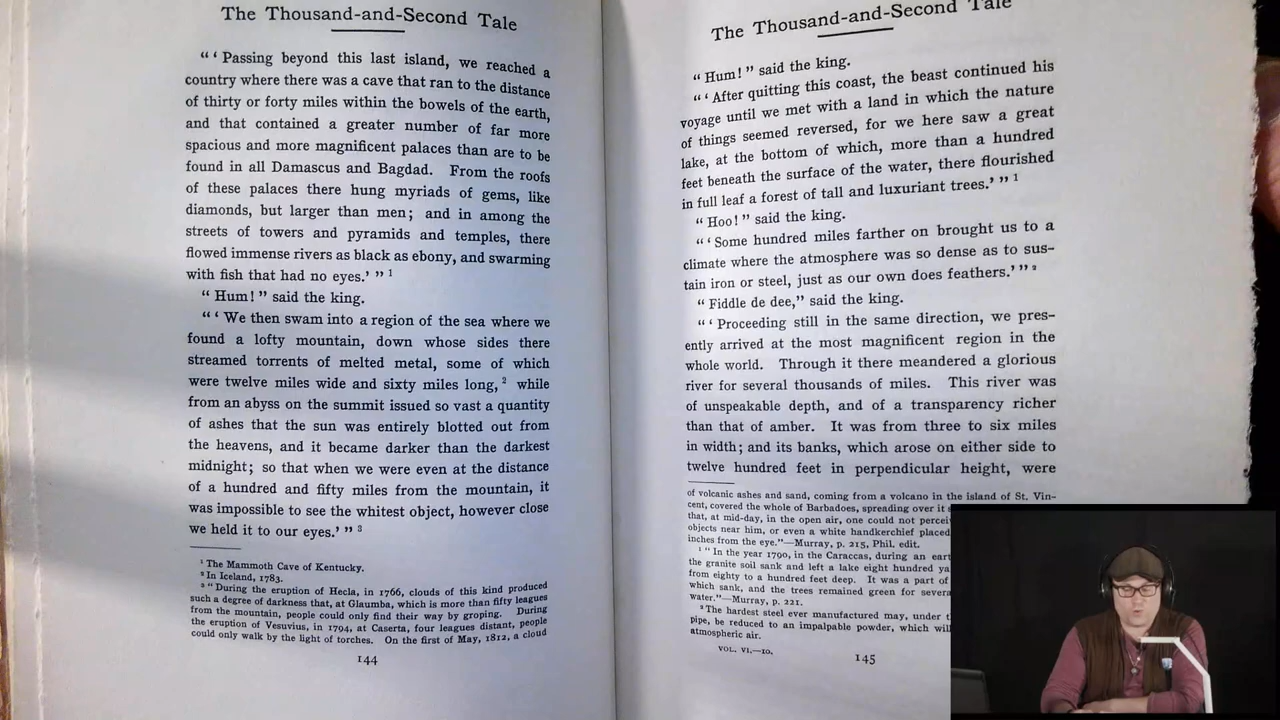 The Thousand-and-Second Tale
“‘Passing beyond this last island, we reached a
country where there was a cave that ran to the distance
of thirty or forty miles within the bowels of the earth,
and that contained a greater number of far more
spacious and more magnificent palaces than are to be
found in all Damascus and Bagdad. From the roofs
of these palaces there hung myriads of gems, like
diamonds, but larger than men; and in among the
streets of towers and pyramids and temples, there
flowed immense rivers as black as ebony, and swarming
with fish that had no eyes.’”¹
“Hum!” said the king.
“‘We then swam into a region of the sea where we
found a lofty mountain, down whose sides there
streamed torrents of melted metal, some of which
were twelve miles wide and sixty miles long,² while
from an abyss on the summit issued so vast a quantity
of ashes that the sun was entirely blotted out from
the heavens, and it became darker than the darkest
midnight; so that when we were even at the distance
of a hundred and fifty miles from the mountain, it
was impossible to see the whitest object, however close
we held it to our eyes.’”³
¹ The Mammoth Cave of Kentucky.
² In Iceland, 1783.
³ “During the eruption of Hecla, in 1766, clouds of this kind produced
such a degree of darkness that, at Glaumba, which is more than fifty leagues
from the mountain, people could only find their way by groping. During
the eruption of Vesuvius, in 1794, at Caserta, four leagues distant, people
could only walk by the light of torches. On the first of May, 1812, a cloud
144
The Thousand-and-Second Tale
“Hum!” said the king.
“‘After quitting this coast, the beast continued his
voyage until we met with a land in which the nature
of things seemed reversed, for we here saw a great
lake, at the bottom of which, more than a hundred
feet beneath the surface of the water, there flourished
in full leaf a forest of tall and luxuriant trees.’”¹
“Hoo!” said the king.
“‘Some hundred miles farther on brought us to a
climate where the atmosphere was so dense as to sus-
tain iron or steel, just as our own does feathers.’”²
“Fiddle de dee,” said the king.
“‘Proceeding still in the same direction, we pres-
ently arrived at the most magnificent region in the
whole world. Through it there meandered a glorious
river for several thousands of miles. This river was
of unspeakable depth, and of a transparency richer
than that of amber. It was from three to six miles
in width; and its banks, which arose on either side to
twelve hundred feet in perpendicular height, were
of volcanic ashes and sand, coming from a volcano in the island of St. Vin-
cent, covered the whole of Barbadoes, spreading over it
that, at mid-day, in the open air, one could not
objects near him, or even a white handkerchief placed
inches from the eye.”—Murray, p. 215, Phil. edit.
¹ “In the year 1790, in the Caraccas, during an
the granite soil sank and left a lake eight hundred
from eighty to a hundred feet deep. It was a part of
which sank, and the trees remained green for
water.”—Murray, p. 221.
² The hardest steel ever manufactured may, under
pipe, be reduced to an impalpable powder, which
atmospheric air.
VOL. VI.—10.
145